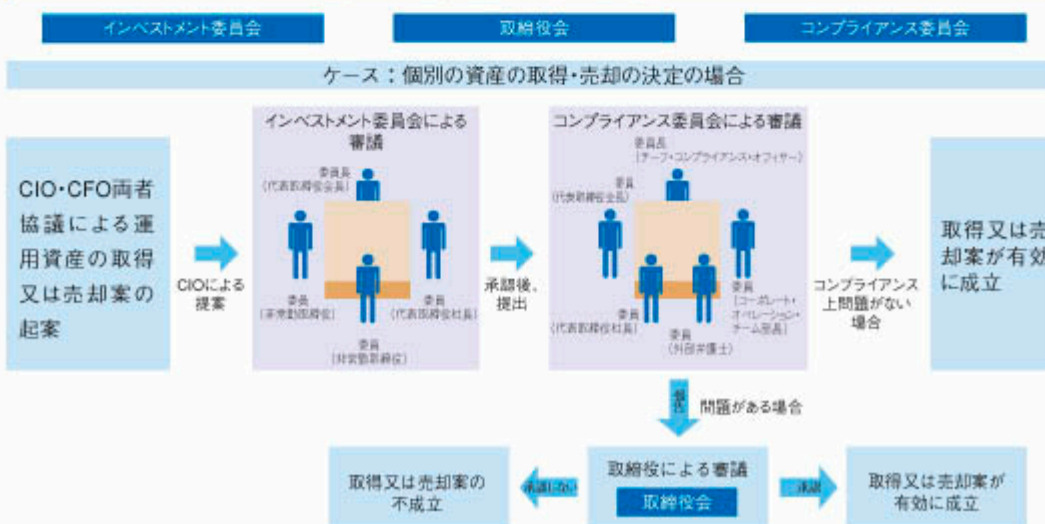 インベストメント委員会
取締役会
コンプライアンス委員会
ケース：個別の資産の取得・売却の決定の場合
CIO・CFO両者
協議による運
用資産の取得
又は売却案の
起案
CIOによる
提案
インベストメント委員会による
審議
委員長
(代表取締役会長)
委員
(非常勤取締役)
委員
(代表取締役社長)
委員
(非常勤取締役)
承認後、
提出
コンプライアンス委員会による審議
委員長
(チーフ・コンプライアンス・オフィサー)
委員
(代表取締役会長)
委員
(代表取締役社長)
委員
(コーポレート・
オペレーション・
チーム部長)
委員
(外部弁護士)
コンプライアンス
上問題がない
場合
取得又は売
却案が有効
に成立
報告
問題がある場合
取締役による審議
取締役会
承認しない
取得又は売却案の
不成立
承認
取得又は売却案が
有効に成立